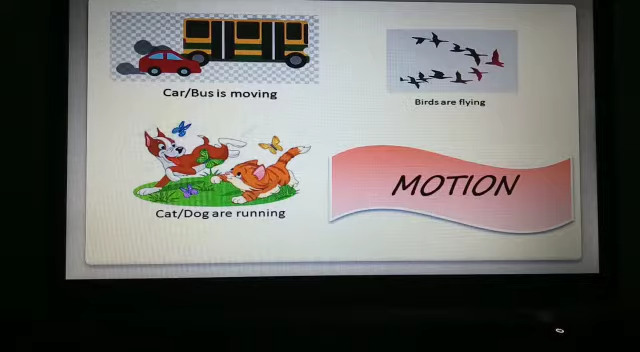 Car/Bus is moving
Birds are flying
Cat/Dog are running
MOTION